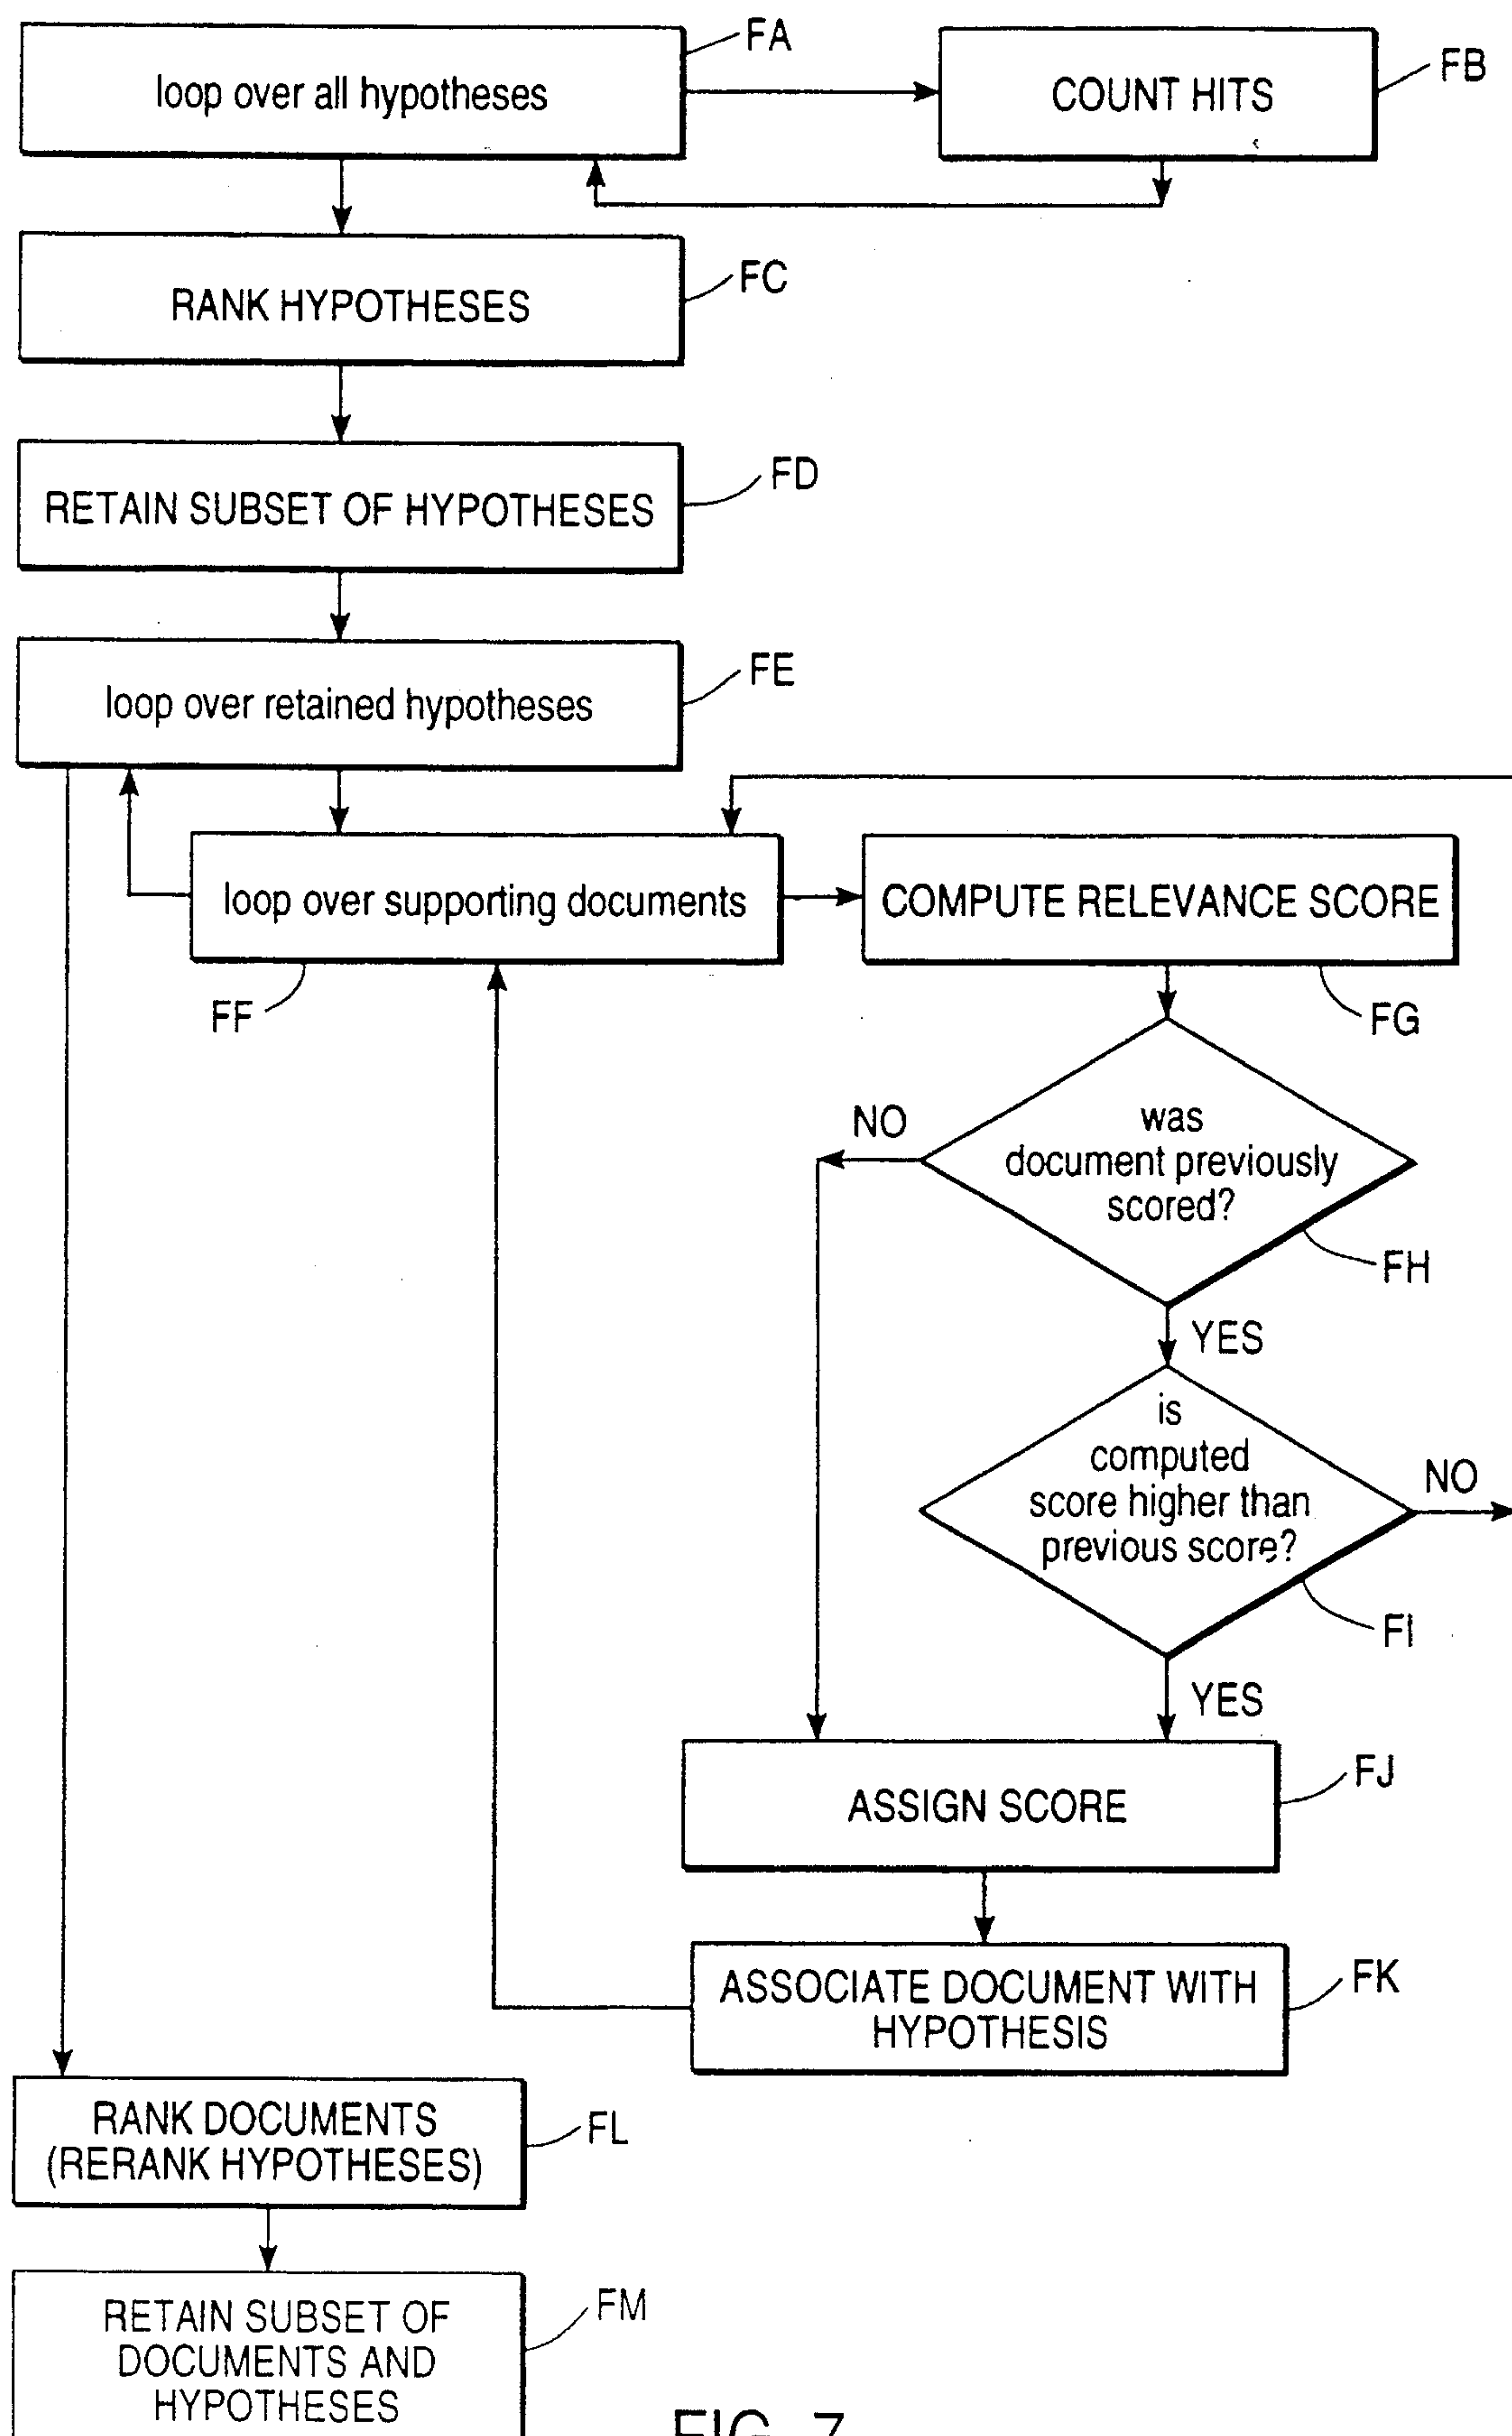 FA
loop over all hypotheses
FB
COUNT HITS
FC
RANK HYPOTHESES
FD
RETAIN SUBSET OF HYPOTHESES
FE
loop over retained hypotheses
loop over supporting documents
COMPUTE RELEVANCE SCORE
FF
FG
NO
was
document previously
scored?
FH
YES
is
computed
score higher than
previous score?
NO
FI
YES
FJ
ASSIGN SCORE
FK
ASSOCIATE DOCUMENT WITH
HYPOTHESIS
RANK DOCUMENTS
(RERANK HYPOTHESES)
FL
RETAIN SUBSET OF
DOCUMENTS AND
HYPOTHESES
FM
FIG. 7